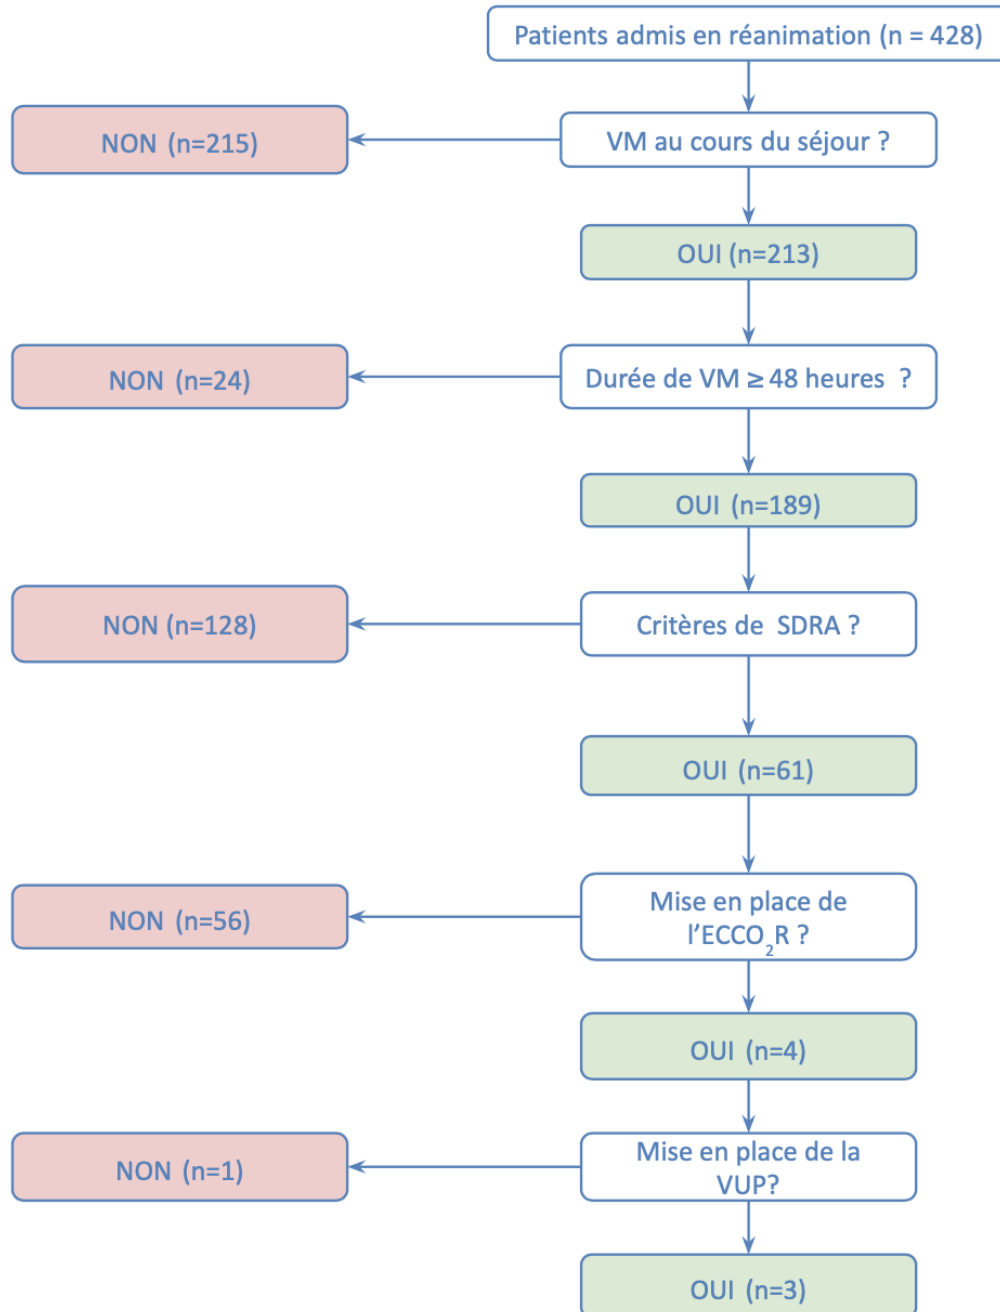 Patients admis en réanimation (n = 428)
NON (n=215)
VM au cours du séjour ?
OUI (n=213)
NON (n=24)
Durée de VM ≥ 48 heures ?
OUI (n=189)
NON (n=128)
Critères de SDRA ?
OUI (n=61)
NON (n=56)
Mise en place de
l'ECCO₂R ?
OUI (n=4)
NON (n=1)
Mise en place de la
VUP?
OUI (n=3)